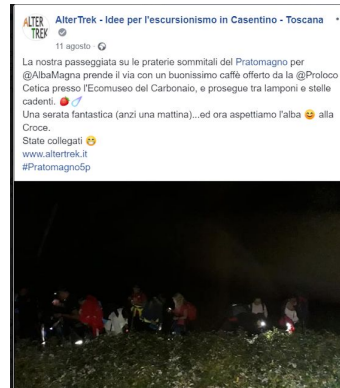 ALTER
TREK
AlterTrek - Idee per l'escursionismo in Casentino - Toscana
11 agosto ·
La nostra passeggiata su le praterie sommitali del Pratomagno per
@AlbaMagna prende il via con un buonissimo caffè offerto da la @Proloco
Cetica presso l'Ecomuseo del Carbonaio, e prosegue tra lamponi e stelle
cadenti. 🍓☄️
Una serata fantastica (anzi una mattina)...ed ora aspettiamo l'alba 😄 alla
Croce.
State collegati 😁
www.altertrek.it
#Pratomagno5p